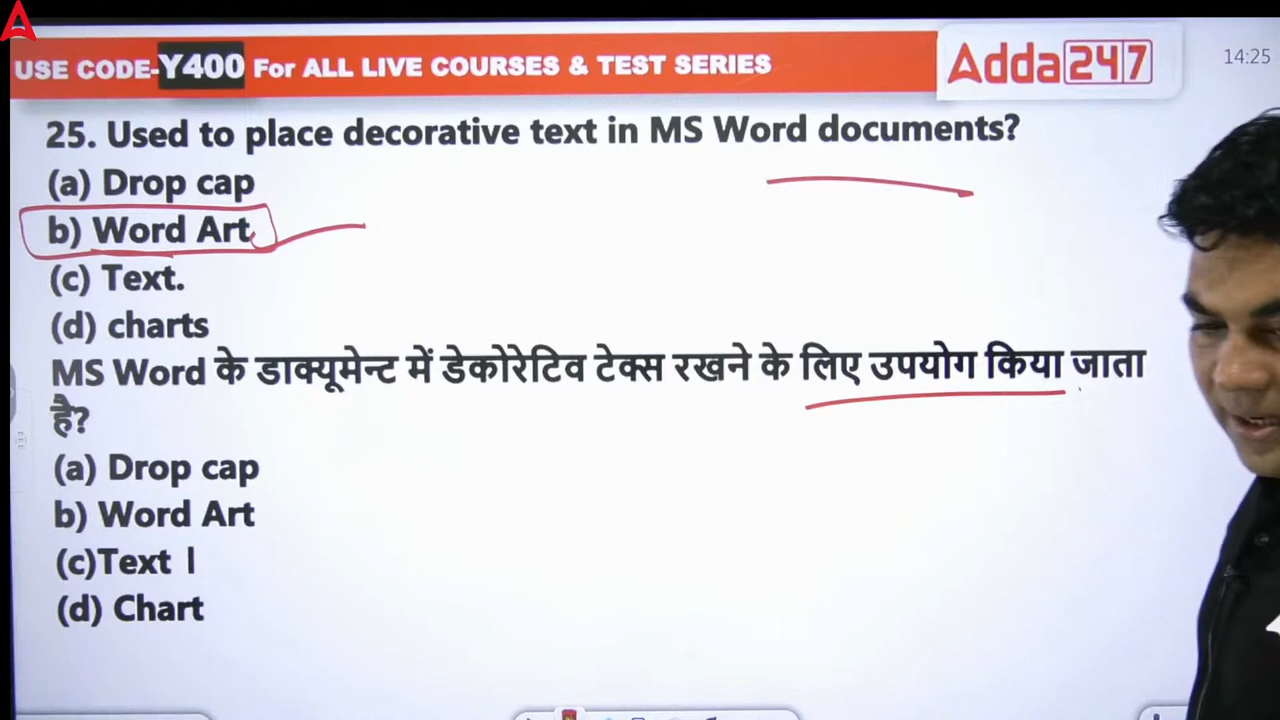 USE CODE-Y400 For ALL LIVE COURSES & TEST SERIES
Adda247
14:25
25. Used to place decorative text in MS Word documents?
(a) Drop cap
b) Word Art
(c) Text.
(d) charts
MS Word के डाक्यूमेन्ट में डेकोरेटिव टेक्स रखने के लिए उपयोग किया जाता
है?
(a) Drop cap
b) Word Art
(c)Text।
(d) Chart